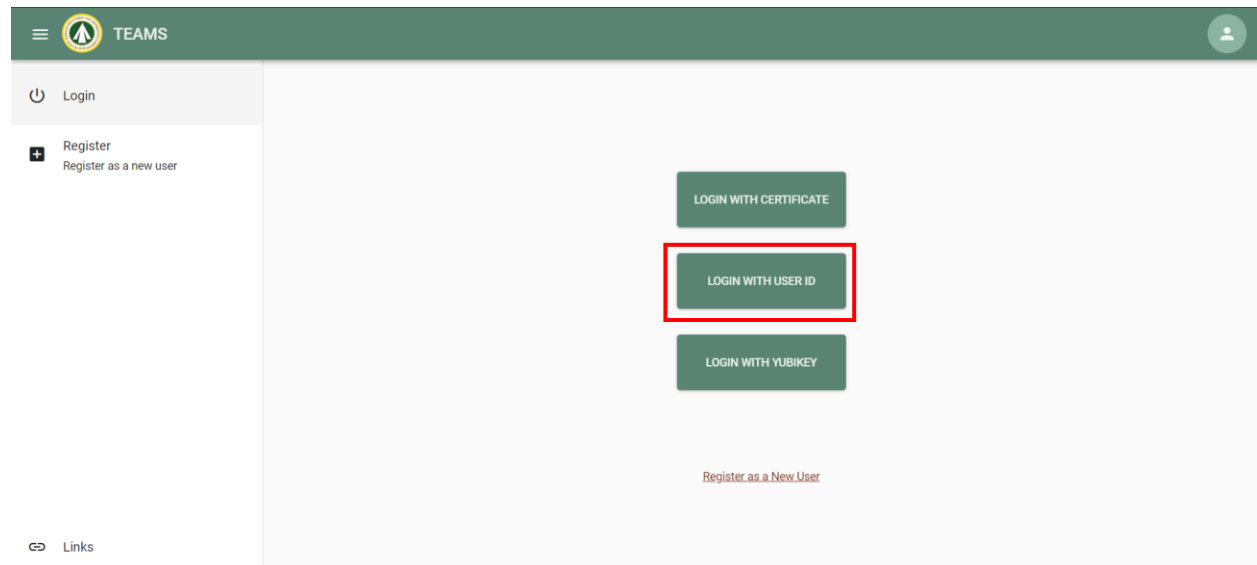 TEAMS
Login
Register
Register as a new user
LOGIN WITH CERTIFICATE
LOGIN WITH USER ID
LOGIN WITH YUBIKEY
Register as a New User
Links